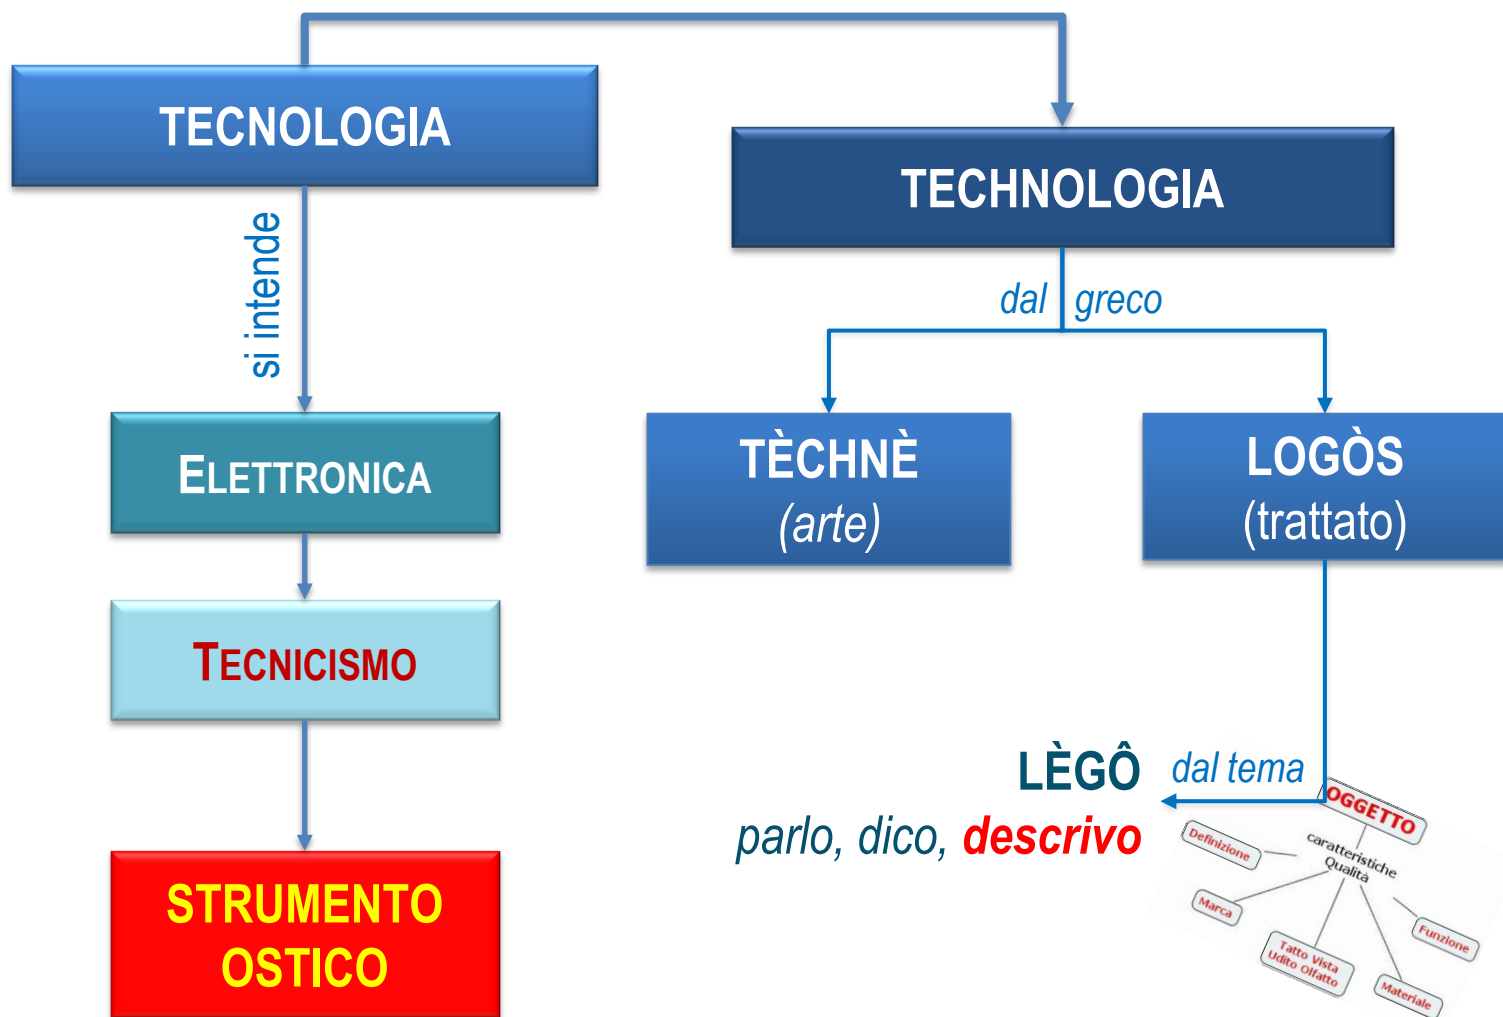 TECNOLOGIA
TECHNOLOGIA
si intende
dal greco
ELETTRONICA
TÈCHNÈ
(arte)
LOGÒS
(trattato)
TECNICISMO
LÈGÔ
dal tema
parlo, dico, descrivo
OGGETTO
caratteristiche
Qualità
Definizione
Marca
Tatto Vista
Udito Olfatto
Materiale
Funzione
STRUMENTO
OSTICO